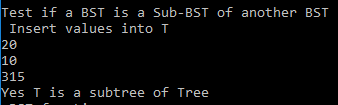 Test if a BST is a Sub-BST of another BST
Insert values into T
20
10
315
Yes T is a subtree of Tree